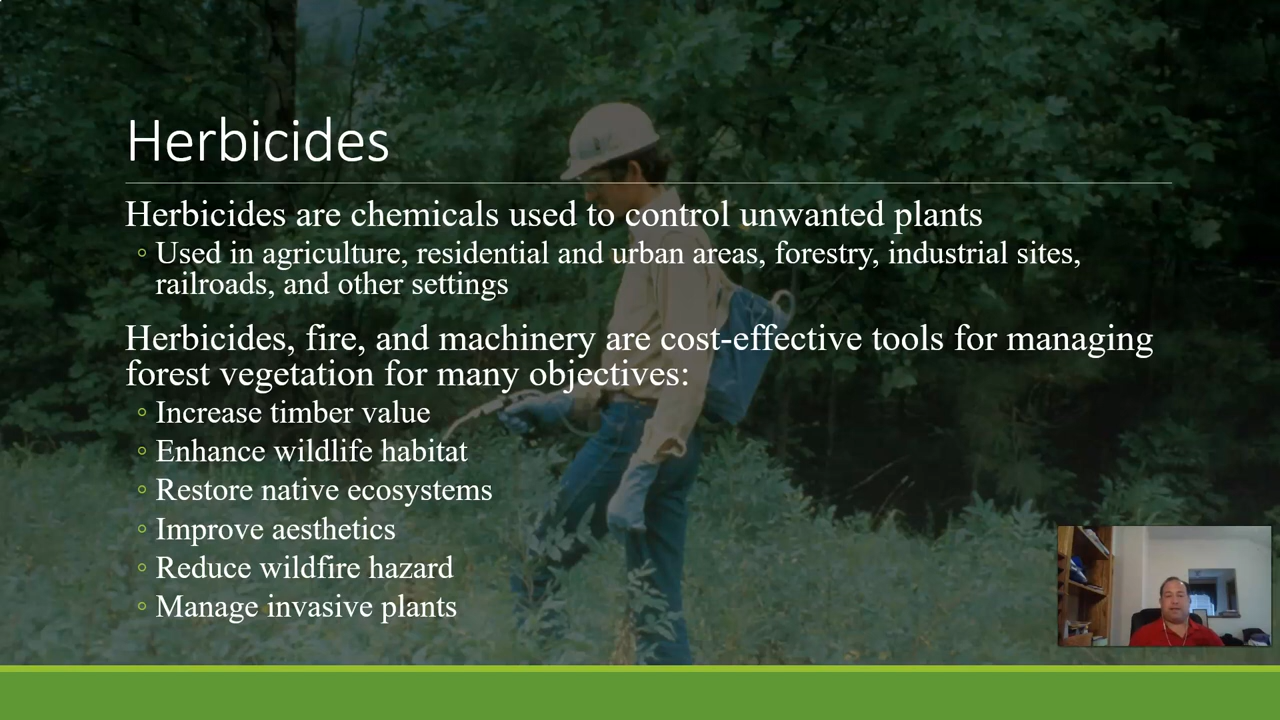 Herbicides
Herbicides are chemicals used to control unwanted plants
◦ Used in agriculture, residential and urban areas, forestry, industrial sites,
railroads, and other settings
Herbicides, fire, and machinery are cost-effective tools for managing
forest vegetation for many objectives:
◦ Increase timber value
◦ Enhance wildlife habitat
◦ Restore native ecosystems
◦ Improve aesthetics
◦ Reduce wildfire hazard
◦ Manage invasive plants